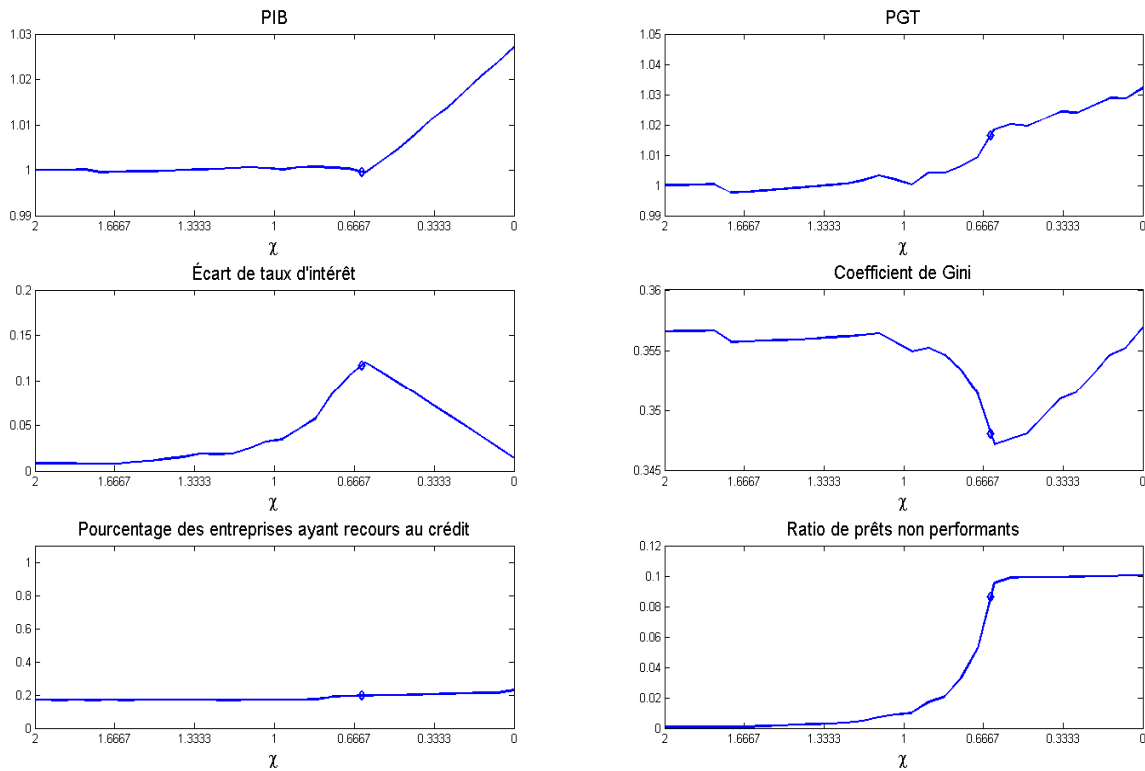 PIB
1.03
1.02
1.01
1
0.99
2 1.6667 1.3333 1 0.6667 0.3333 0
χ
PGT
1.05
1.04
1.03
1.02
1.01
1
0.99
2 1.6667 1.3333 1 0.6667 0.3333 0
χ
Écart de taux d'intérêt
0.2
0.15
0.1
0.05
0
2 1.6667 1.3333 1 0.6667 0.3333 0
χ
Coefficient de Gini
0.36
0.355
0.35
0.345
2 1.6667 1.3333 1 0.6667 0.3333 0
χ
Pourcentage des entreprises ayant recours au crédit
1
0.8
0.6
0.4
0.2
0
2 1.6667 1.3333 1 0.6667 0.3333 0
χ
Ratio de prêts non performants
0.12
0.1
0.08
0.06
0.04
0.02
0
2 1.6667 1.3333 1 0.6667 0.3333 0
χ